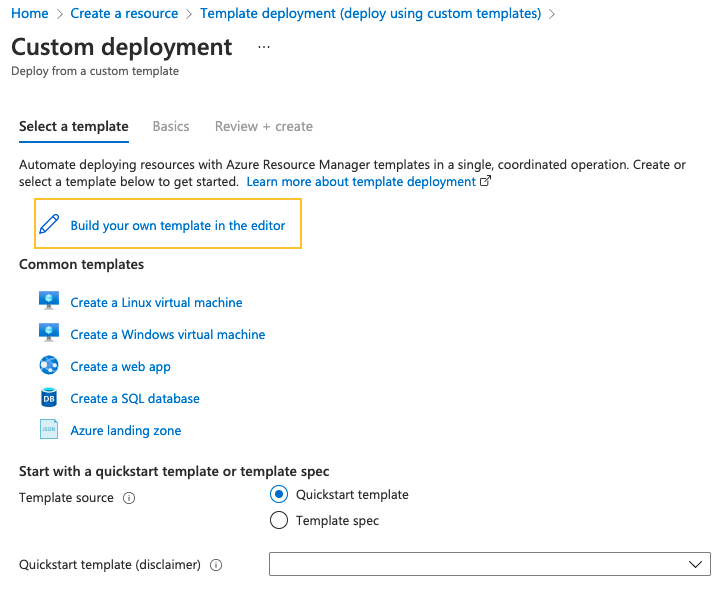 Home > Create a resource > Template deployment (deploy using custom templates) >
Custom deployment ...
Deploy from a custom template
Select a template Basics Review + create
Automate deploying resources with Azure Resource Manager templates in a single, coordinated operation. Create or
select a template below to get started. Learn more about template deployment
Build your own template in the editor
Common templates
Create a Linux virtual machine
Create a Windows virtual machine
Create a web app
DB Create a SQL database
JSON Azure landing zone
Start with a quickstart template or template spec
Template source Quickstart template
Template spec
Quickstart template (disclaimer)